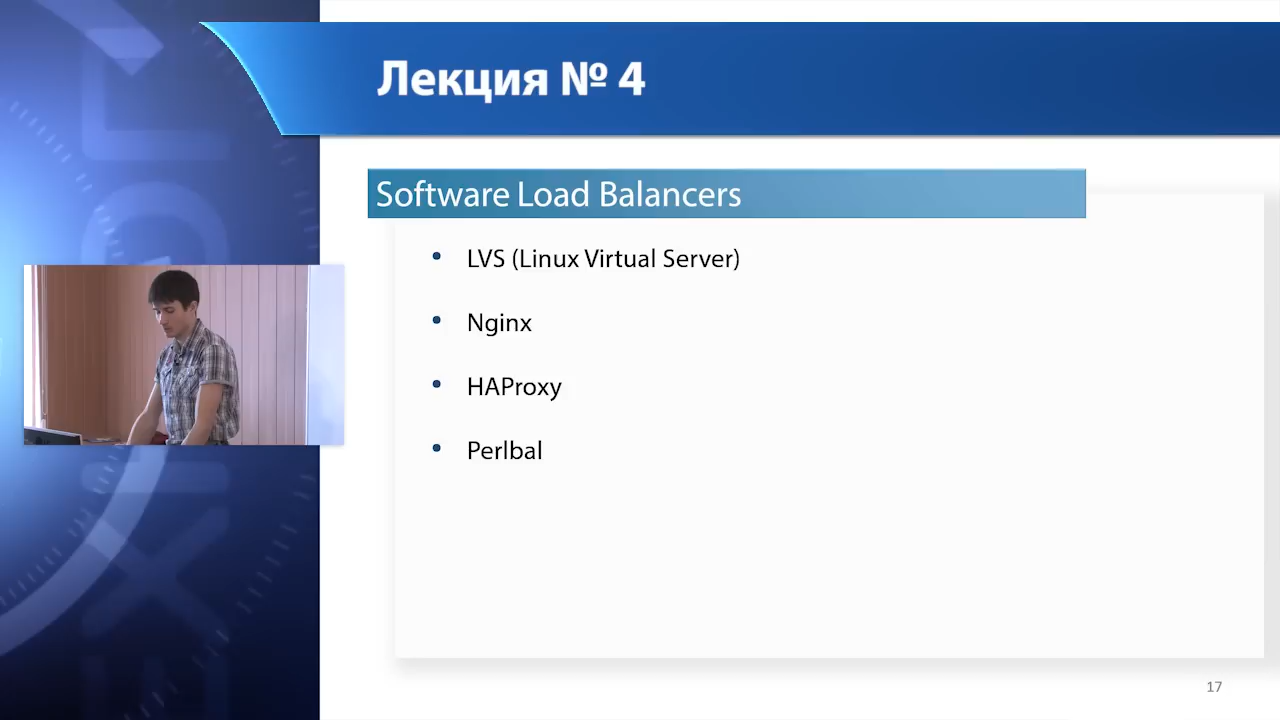 Лекция № 4
Software Load Balancers
• LVS (Linux Virtual Server)
• Nginx
• HAProxy
• Perlbal
17